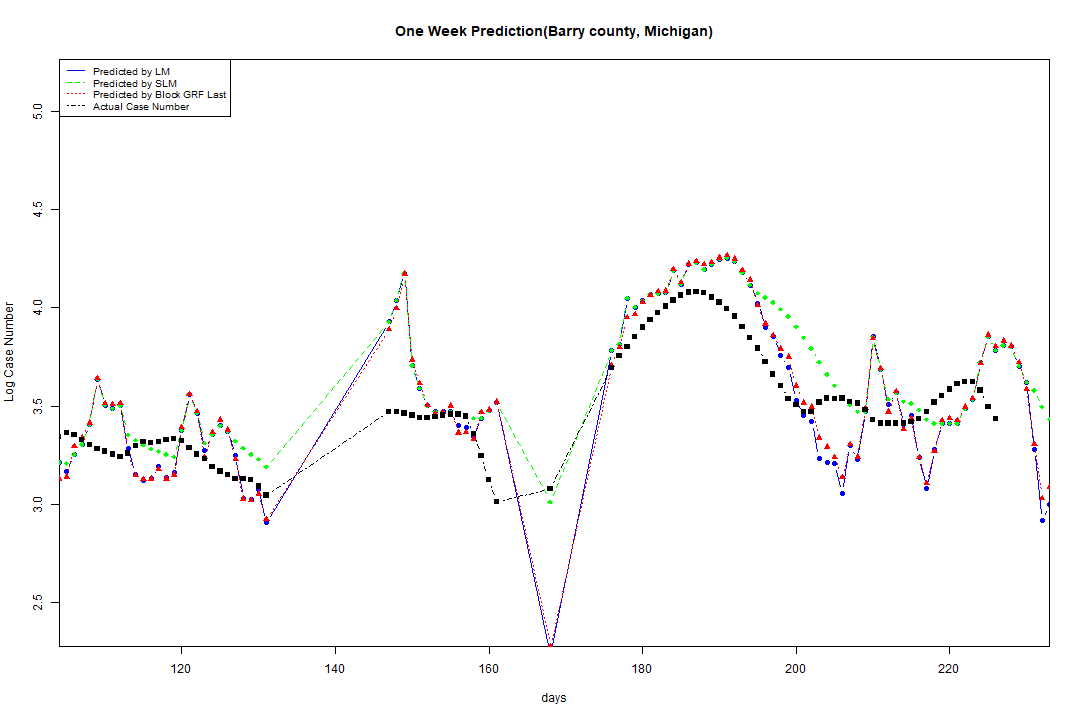 One Week Prediction(Barry county, Michigan)
Predicted by LM
Predicted by SLM
Predicted by Block GRF Last
Actual Case Number
Log Case Number
5.0
4.5
4.0
3.5
3.0
2.5
120 140 160 180 200 220
days